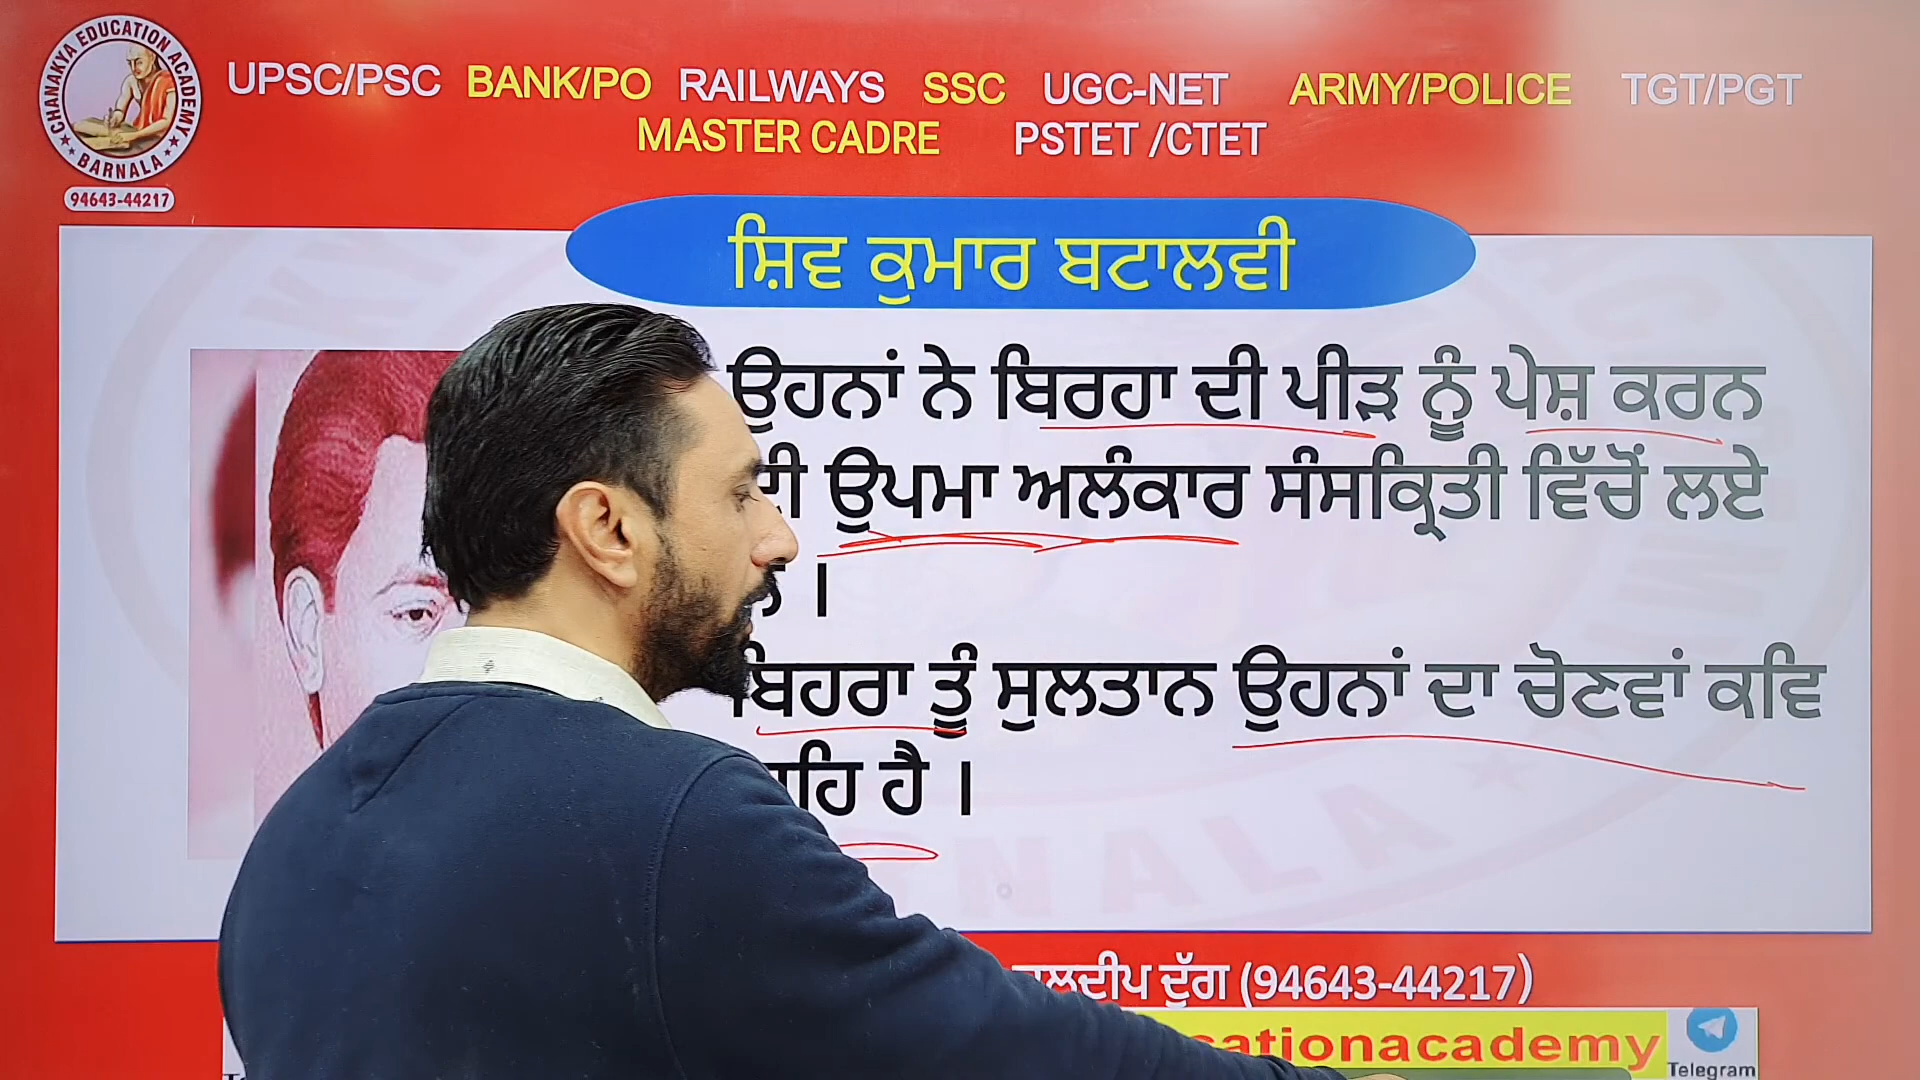 CHANAKYA EDUCATION ACADEMY
BARNALA
94643-44217
UPSC/PSC BANK/PO RAILWAYS SSC UGC-NET ARMY/POLICE TGT/PGT
MASTER CADRE PSTET /CTET
ਸ਼ਿਵ ਕੁਮਾਰ ਬਟਾਲਵੀ
ਉਹਨਾਂ ਨੇ ਬਿਰਹਾ ਦੀ ਪੀੜ ਨੂੰ ਪੇਸ਼ ਕਰਨ
ਉਪਮਾ ਅਲੰਕਾਰ ਸੰਸਕ੍ਰਿਤੀ ਵਿੱਚੋਂ ਲਏ
।
ਬਿਹਰਾ ਤੂੰ ਸੁਲਤਾਨ ਉਹਨਾਂ ਦਾ ਚੋਣਵਾਂ ਕਵਿ
ਹੈ ।
ਦੁੱਗ (94643-44217)
cationacademy
Telegram